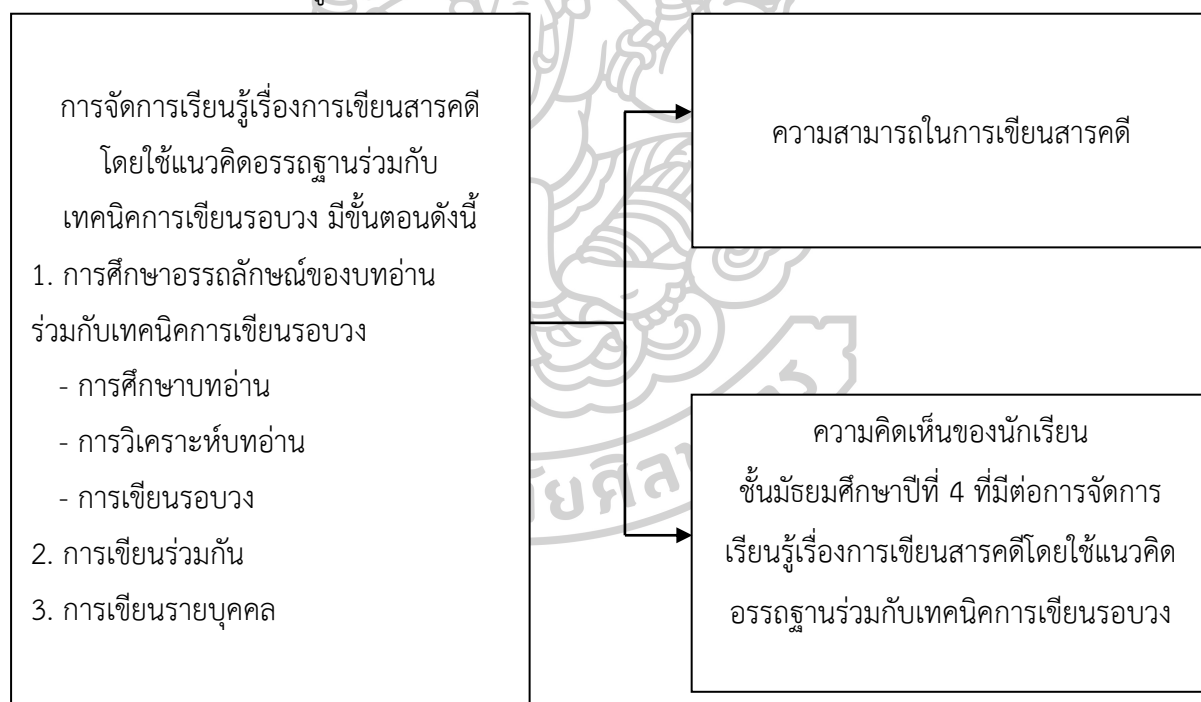 การจัดการเรียนรู้เรื่องการเขียนสารคดี
โดยใช้แนวคิดอรรถฐานร่วมกับ
เทคนิคการเขียนรอบวง มีขั้นตอนดังนี้
1. การศึกษาอรรถลักษณ์ของบทอ่าน
ร่วมกับเทคนิคการเขียนรอบวง
- การศึกษาบทอ่าน
- การวิเคราะห์บทอ่าน
- การเขียนรอบวง
2. การเขียนร่วมกัน
3. การเขียนรายบุคคล
ความสามารถในการเขียนสารคดี
ความคิดเห็นของนักเรียน
ชั้นมัธยมศึกษาปีที่ 4 ที่มีต่อการจัดการ
เรียนรู้เรื่องการเขียนสารคดีโดยใช้แนวคิด
อรรถฐานร่วมกับเทคนิคการเขียนรอบวง